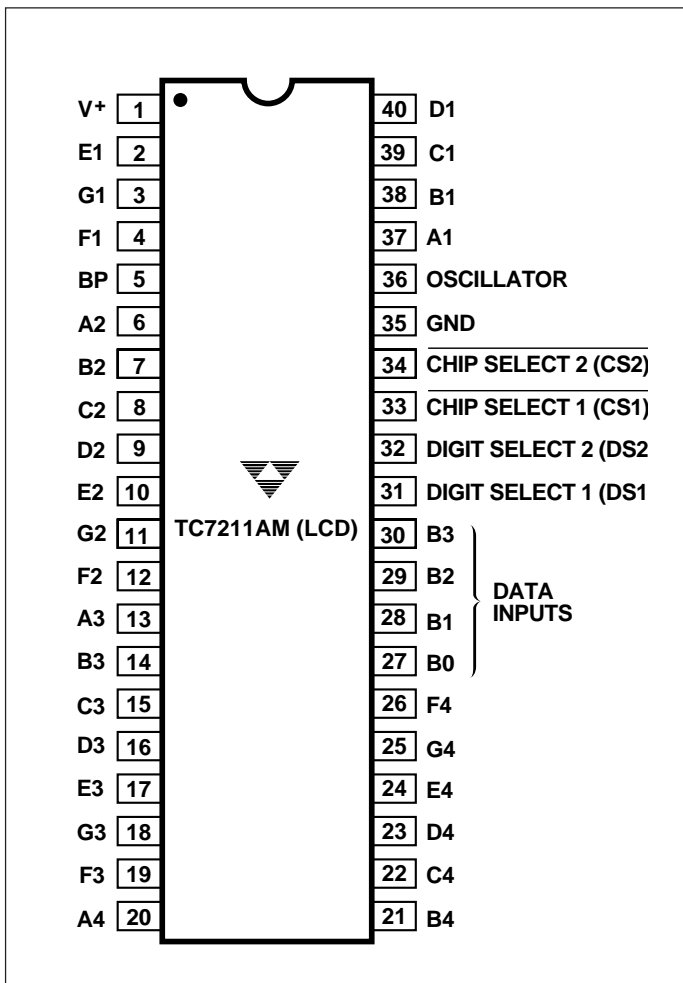 V+ 1 40 D1
E1 2 39 C1
G1 3 38 B1
F1 4 37 A1
BP 5 36 OSCILLATOR
A2 6 35 GND
B2 7 34 CHIP SELECT 2 (CS2)
C2 8 33 CHIP SELECT 1 (CS1)
D2 9 32 DIGIT SELECT 2 (DS2
E2 10 31 DIGIT SELECT 1 (DS1
G2 11 TC7211AM (LCD) 30 B3
F2 12 29 B2
DATA
INPUTS
A3 13 28 B1
B3 14 27 B0
C3 15 26 F4
D3 16 25 G4
E3 17 24 E4
G3 18 23 D4
F3 19 22 C4
A4 20 21 B4